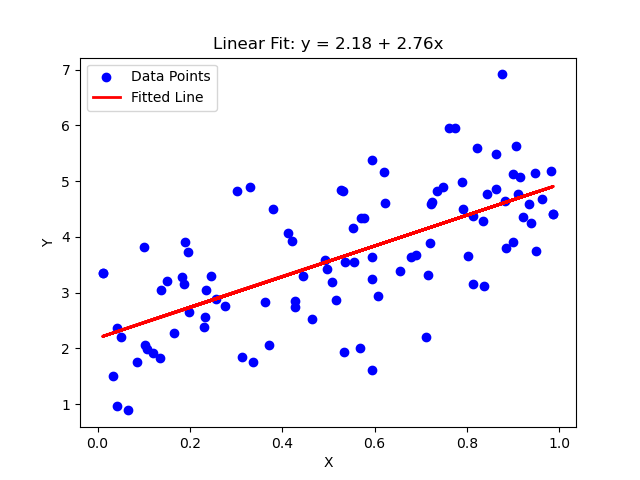 Linear Fit: y = 2.18 + 2.76x
Data Points
Fitted Line
7
6
5
4
3
2
1
Y
0.0 0.2 0.4 0.6 0.8 1.0
X